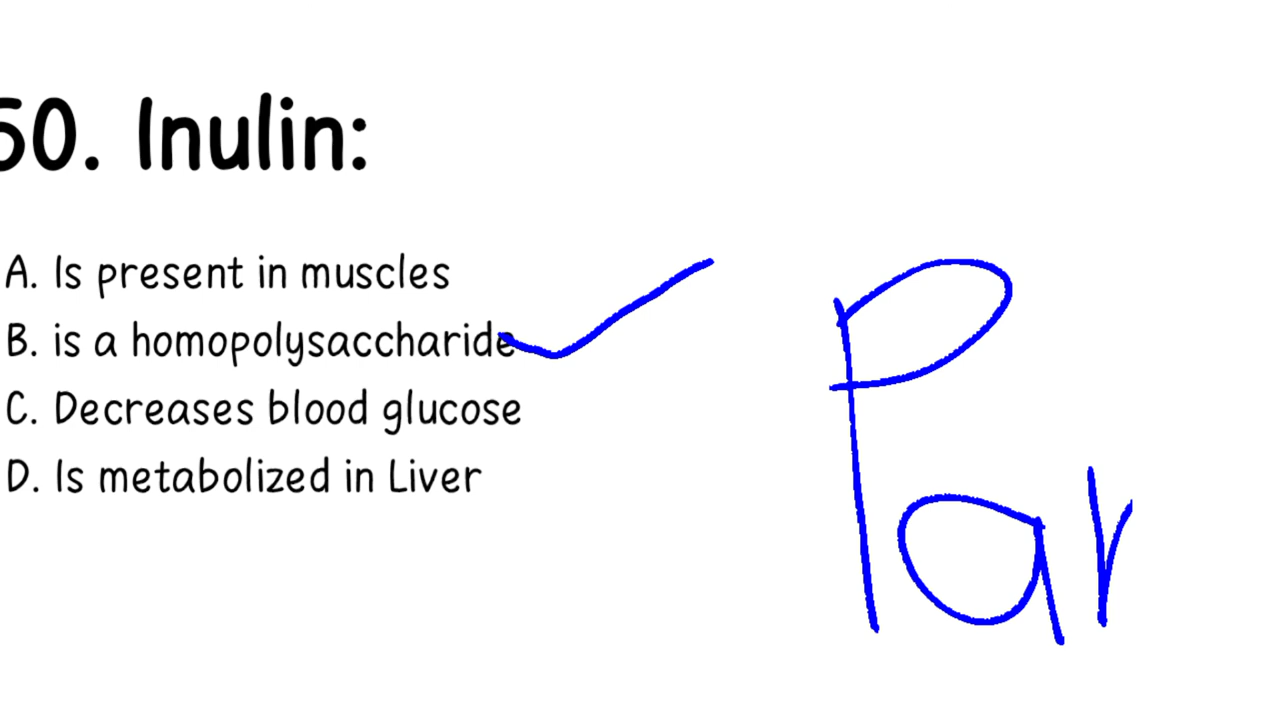 50. Inulin:
A. Is present in muscles
B. is a homopolysaccharide
C. Decreases blood glucose
D. Is metabolized in Liver
Par